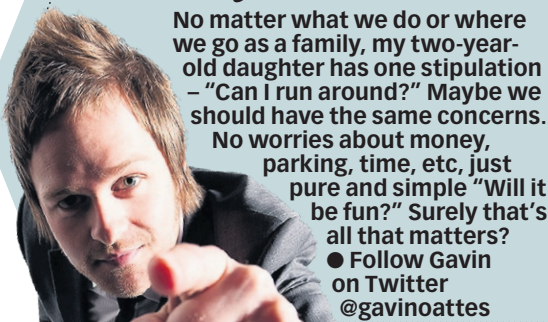 No matter what we do or where
we go as a family, my two-year-
old daughter has one stipulation
– “Can I run around?” Maybe we
should have the same concerns.
No worries about money,
parking, time, etc, just
pure and simple “Will it
be fun?” Surely that’s
all that matters?
● Follow Gavin
on Twitter
@gavinoattes